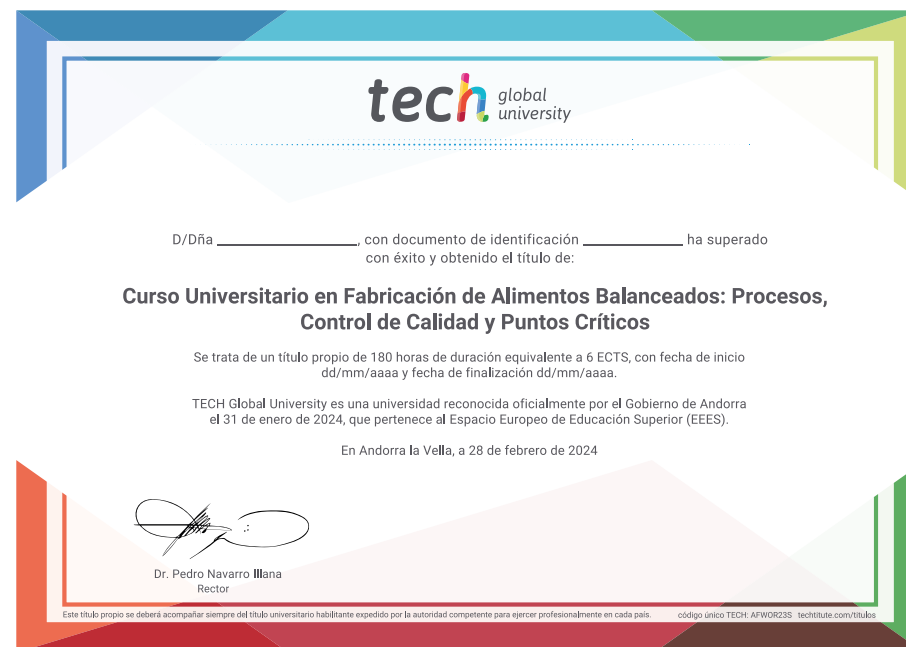 tech global university
D/Dña ____________________, con documento de identificación ______________ ha superado
con éxito y obtenido el título de:
Curso Universitario en Fabricación de Alimentos Balanceados: Procesos,
Control de Calidad y Puntos Críticos
Se trata de un título propio de 180 horas de duración equivalente a 6 ECTS, con fecha de inicio
dd/mm/aaaa y fecha de finalización dd/mm/aaaa.
TECH Global University es una universidad reconocida oficialmente por el Gobierno de Andorra
el 31 de enero de 2024, que pertenece al Espacio Europeo de Educación Superior (EEES).
En Andorra la Vella, a 28 de febrero de 2024
Dr. Pedro Navarro Illana
Rector
Este título propio se deberá acompañar siempre del título universitario habilitante expedido por la autoridad competente para ejercer profesionalmente en cada país. código único TECH: AFWOR23S techtitute.com/titulos